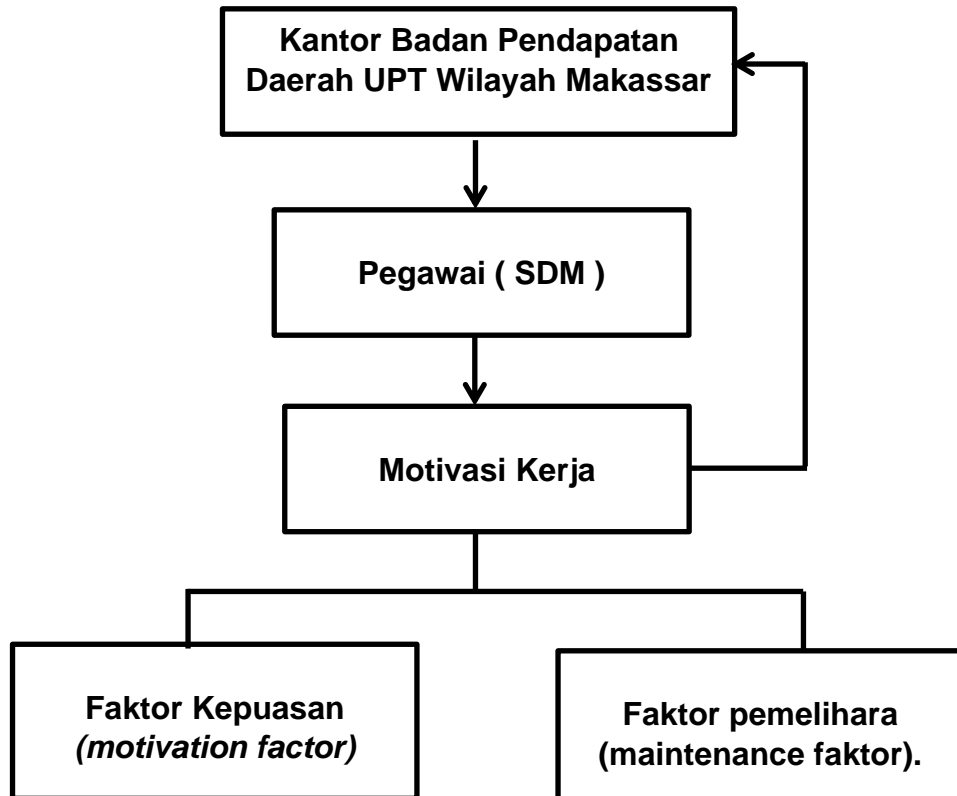 Kantor Badan Pendapatan
Daerah UPT Wilayah Makassar
Pegawai ( SDM )
Motivasi Kerja
Faktor Kepuasan
(motivation factor)
Faktor pemelihara
(maintenance faktor).